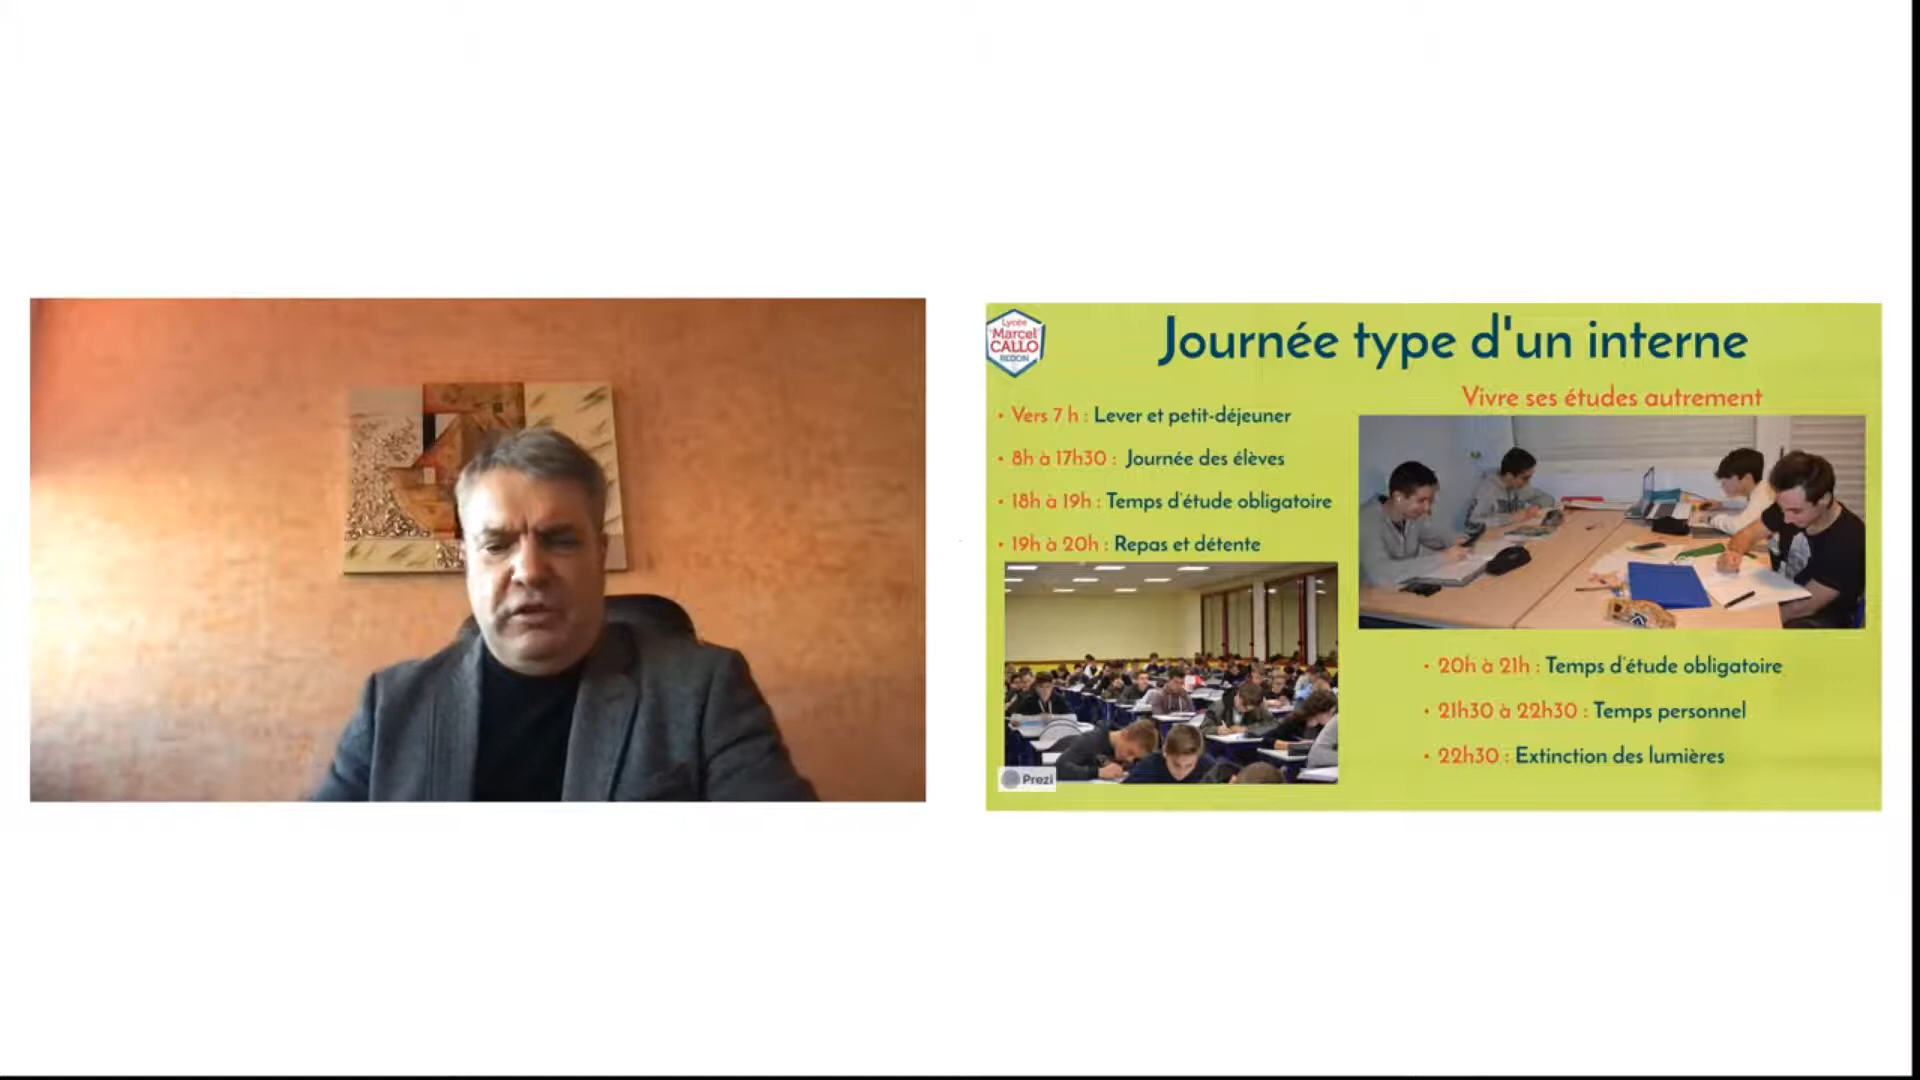 Lycée
Marcel
CALLO
REDON
Journée type d'un interne
Vivre ses études autrement
• Vers 7 h : Lever et petit-déjeuner
• 8h à 17h30 : Journée des élèves
• 18h à 19h : Temps d'étude obligatoire
• 19h à 20h : Repas et détente
Prezi
• 20h à 21h : Temps d'étude obligatoire
• 21h30 à 22h30 : Temps personnel
• 22h30 : Extinction des lumières